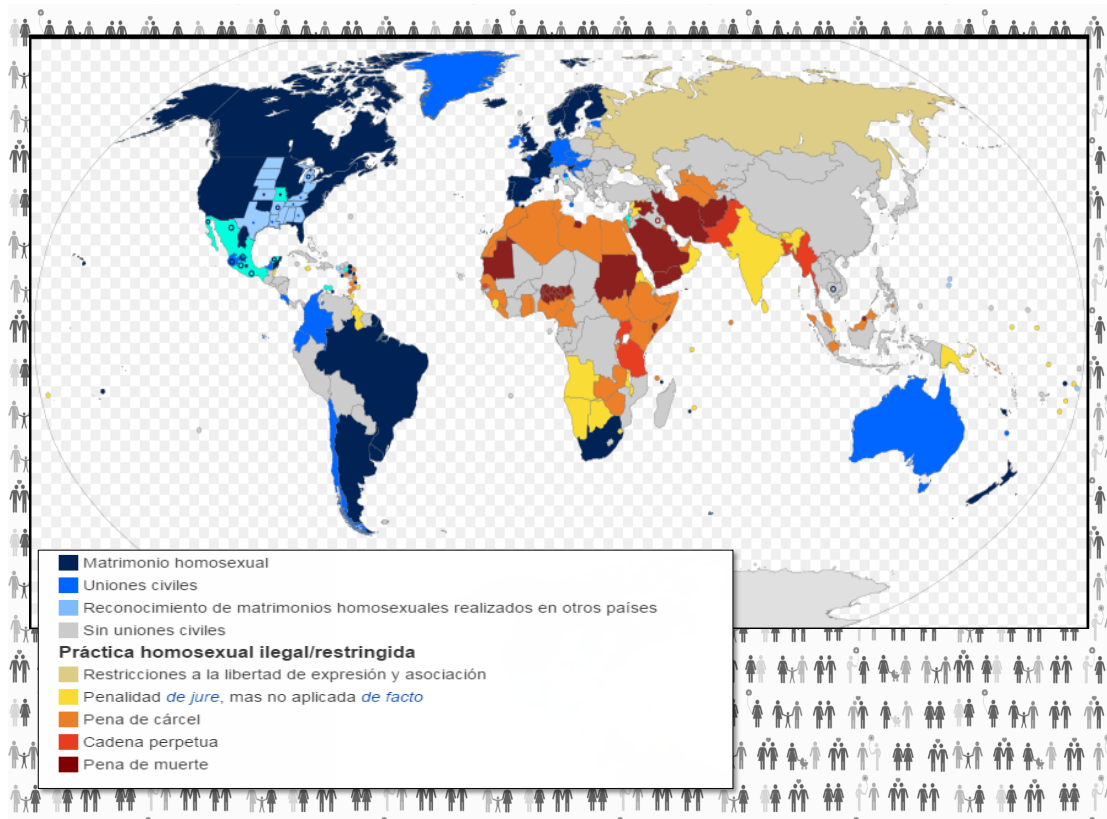 Matrimonio homosexual
Uniones civiles
Reconocimiento de matrimonios homosexuales realizados en otros países
Sin uniones civiles
Práctica homosexual ilegal/restringida
Restricciones a la libertad de expresión y asociación
Penalidad de jure, mas no aplicada de facto
Pena de cárcel
Cadena perpetua
Pena de muerte